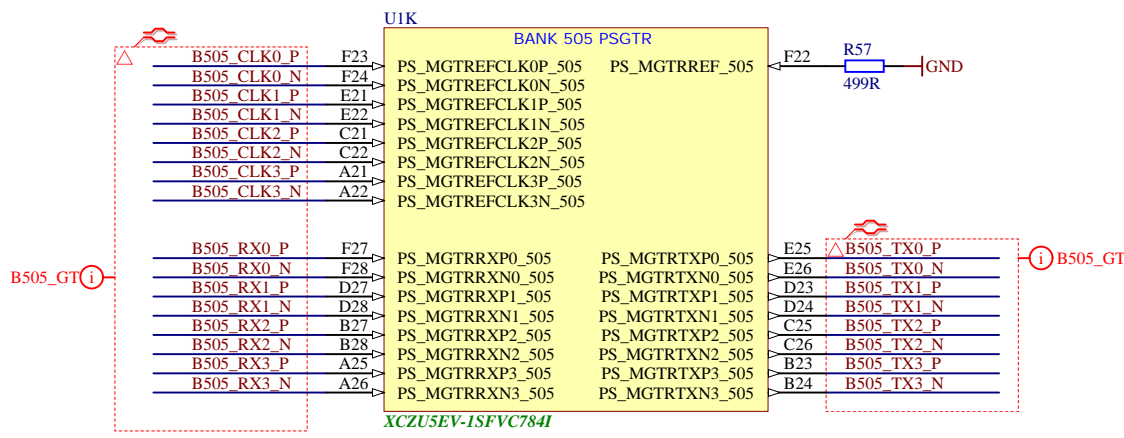 U1K
BANK 505 PSGTR
B505_CLK0_P F23 PS_MGTREFCLK0P_505 PS_MGTRREF_505 F22 R57 499R GND
B505_CLK0_N F24 PS_MGTREFCLK0N_505
B505_CLK1_P E21 PS_MGTREFCLK1P_505
B505_CLK1_N E22 PS_MGTREFCLK1N_505
B505_CLK2_P C21 PS_MGTREFCLK2P_505
B505_CLK2_N C22 PS_MGTREFCLK2N_505
B505_CLK3_P A21 PS_MGTREFCLK3P_505
B505_CLK3_N A22 PS_MGTREFCLK3N_505
B505_RX0_P F27 PS_MGTRRXP0_505 PS_MGTRTXP0_505 E25 B505_TX0_P
B505_GT i B505_RX0_N F28 PS_MGTRRXN0_505 PS_MGTRTXN0_505 E26 B505_TX0_N i B505_GT
B505_RX1_P D27 PS_MGTRRXP1_505 PS_MGTRTXP1_505 D23 B505_TX1_P
B505_RX1_N D28 PS_MGTRRXN1_505 PS_MGTRTXN1_505 D24 B505_TX1_N
B505_RX2_P B27 PS_MGTRRXP2_505 PS_MGTRTXP2_505 C25 B505_TX2_P
B505_RX2_N B28 PS_MGTRRXN2_505 PS_MGTRTXN2_505 C26 B505_TX2_N
B505_RX3_P A25 PS_MGTRRXP3_505 PS_MGTRTXP3_505 B23 B505_TX3_P
B505_RX3_N A26 PS_MGTRRXN3_505 PS_MGTRTXN3_505 B24 B505_TX3_N
XCZU5EV-1SFVC784I